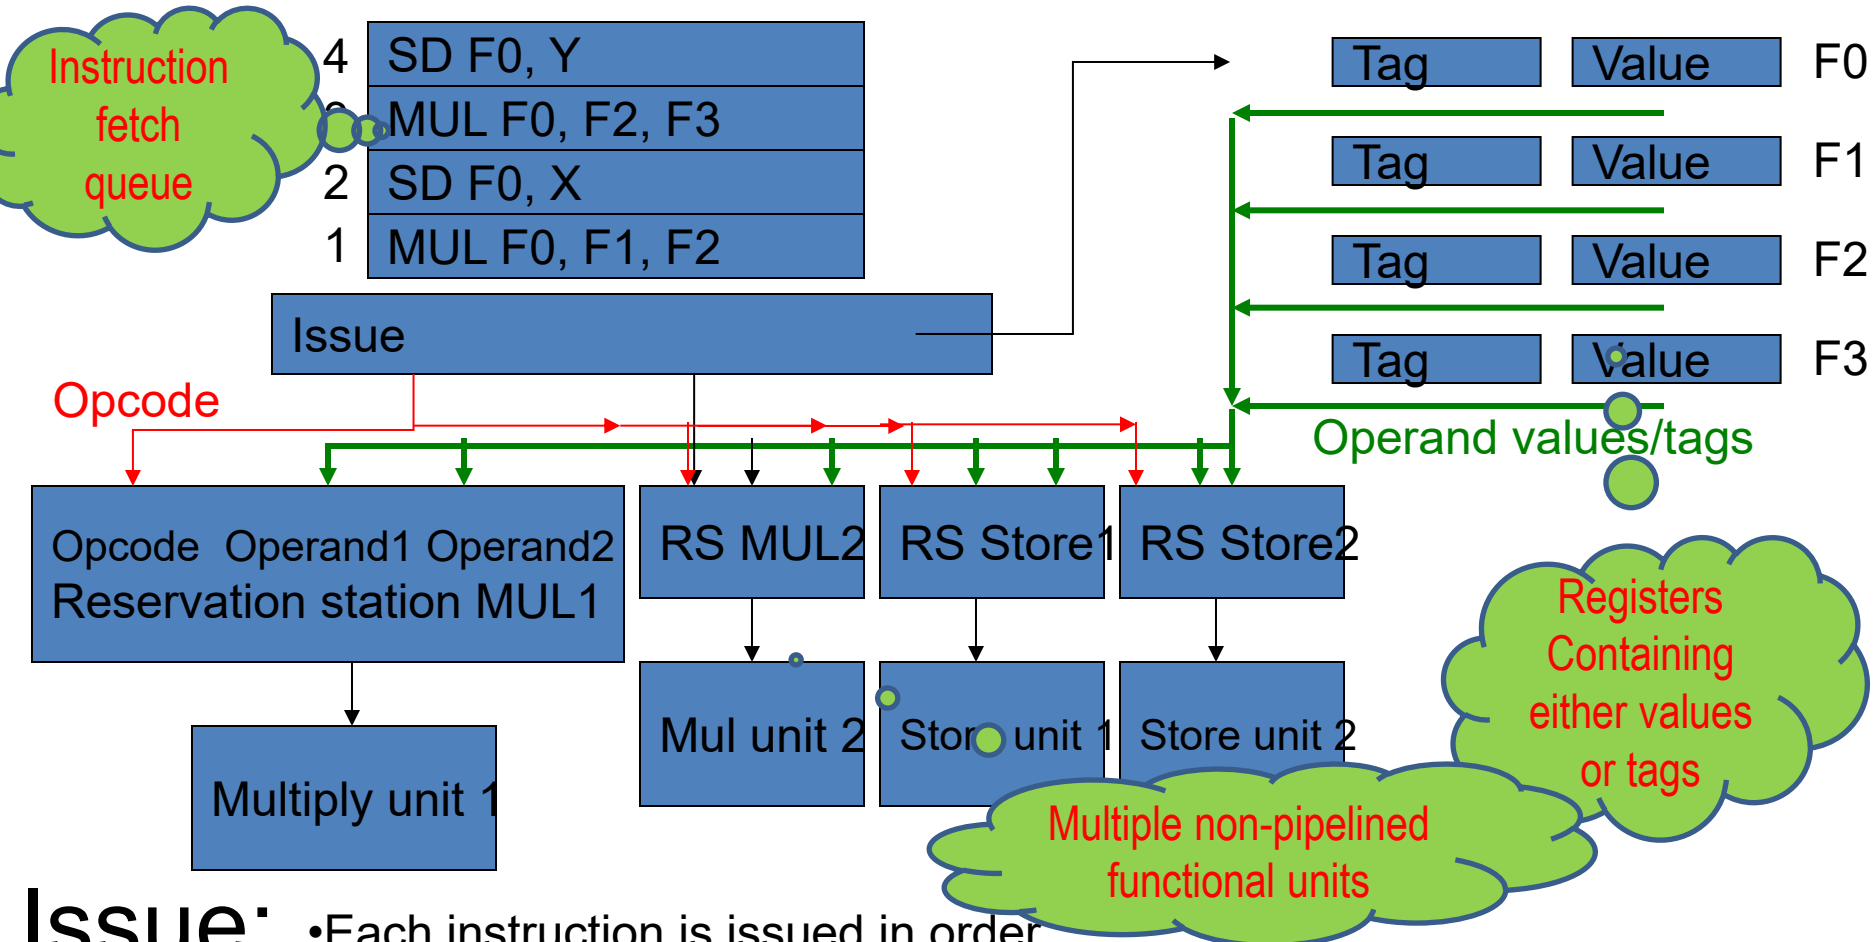 Instruction
fetch
queue
4 SD F0, Y
MUL F0, F2, F3
2 SD F0, X
1 MUL F0, F1, F2
Issue
Tag Value F0
Tag Value F1
Tag Value F2
Tag Value F3
Opcode
Operand values/tags
Opcode Operand1 Operand2
Reservation station MUL1
RS MUL2
RS Store1
RS Store2
Multiply unit 1
Mul unit 2
Store unit 1
Store unit 2
Registers
Containing
either values
or tags
Multiple non-pipelined
functional units
Issue:
•Each instruction is issued in order